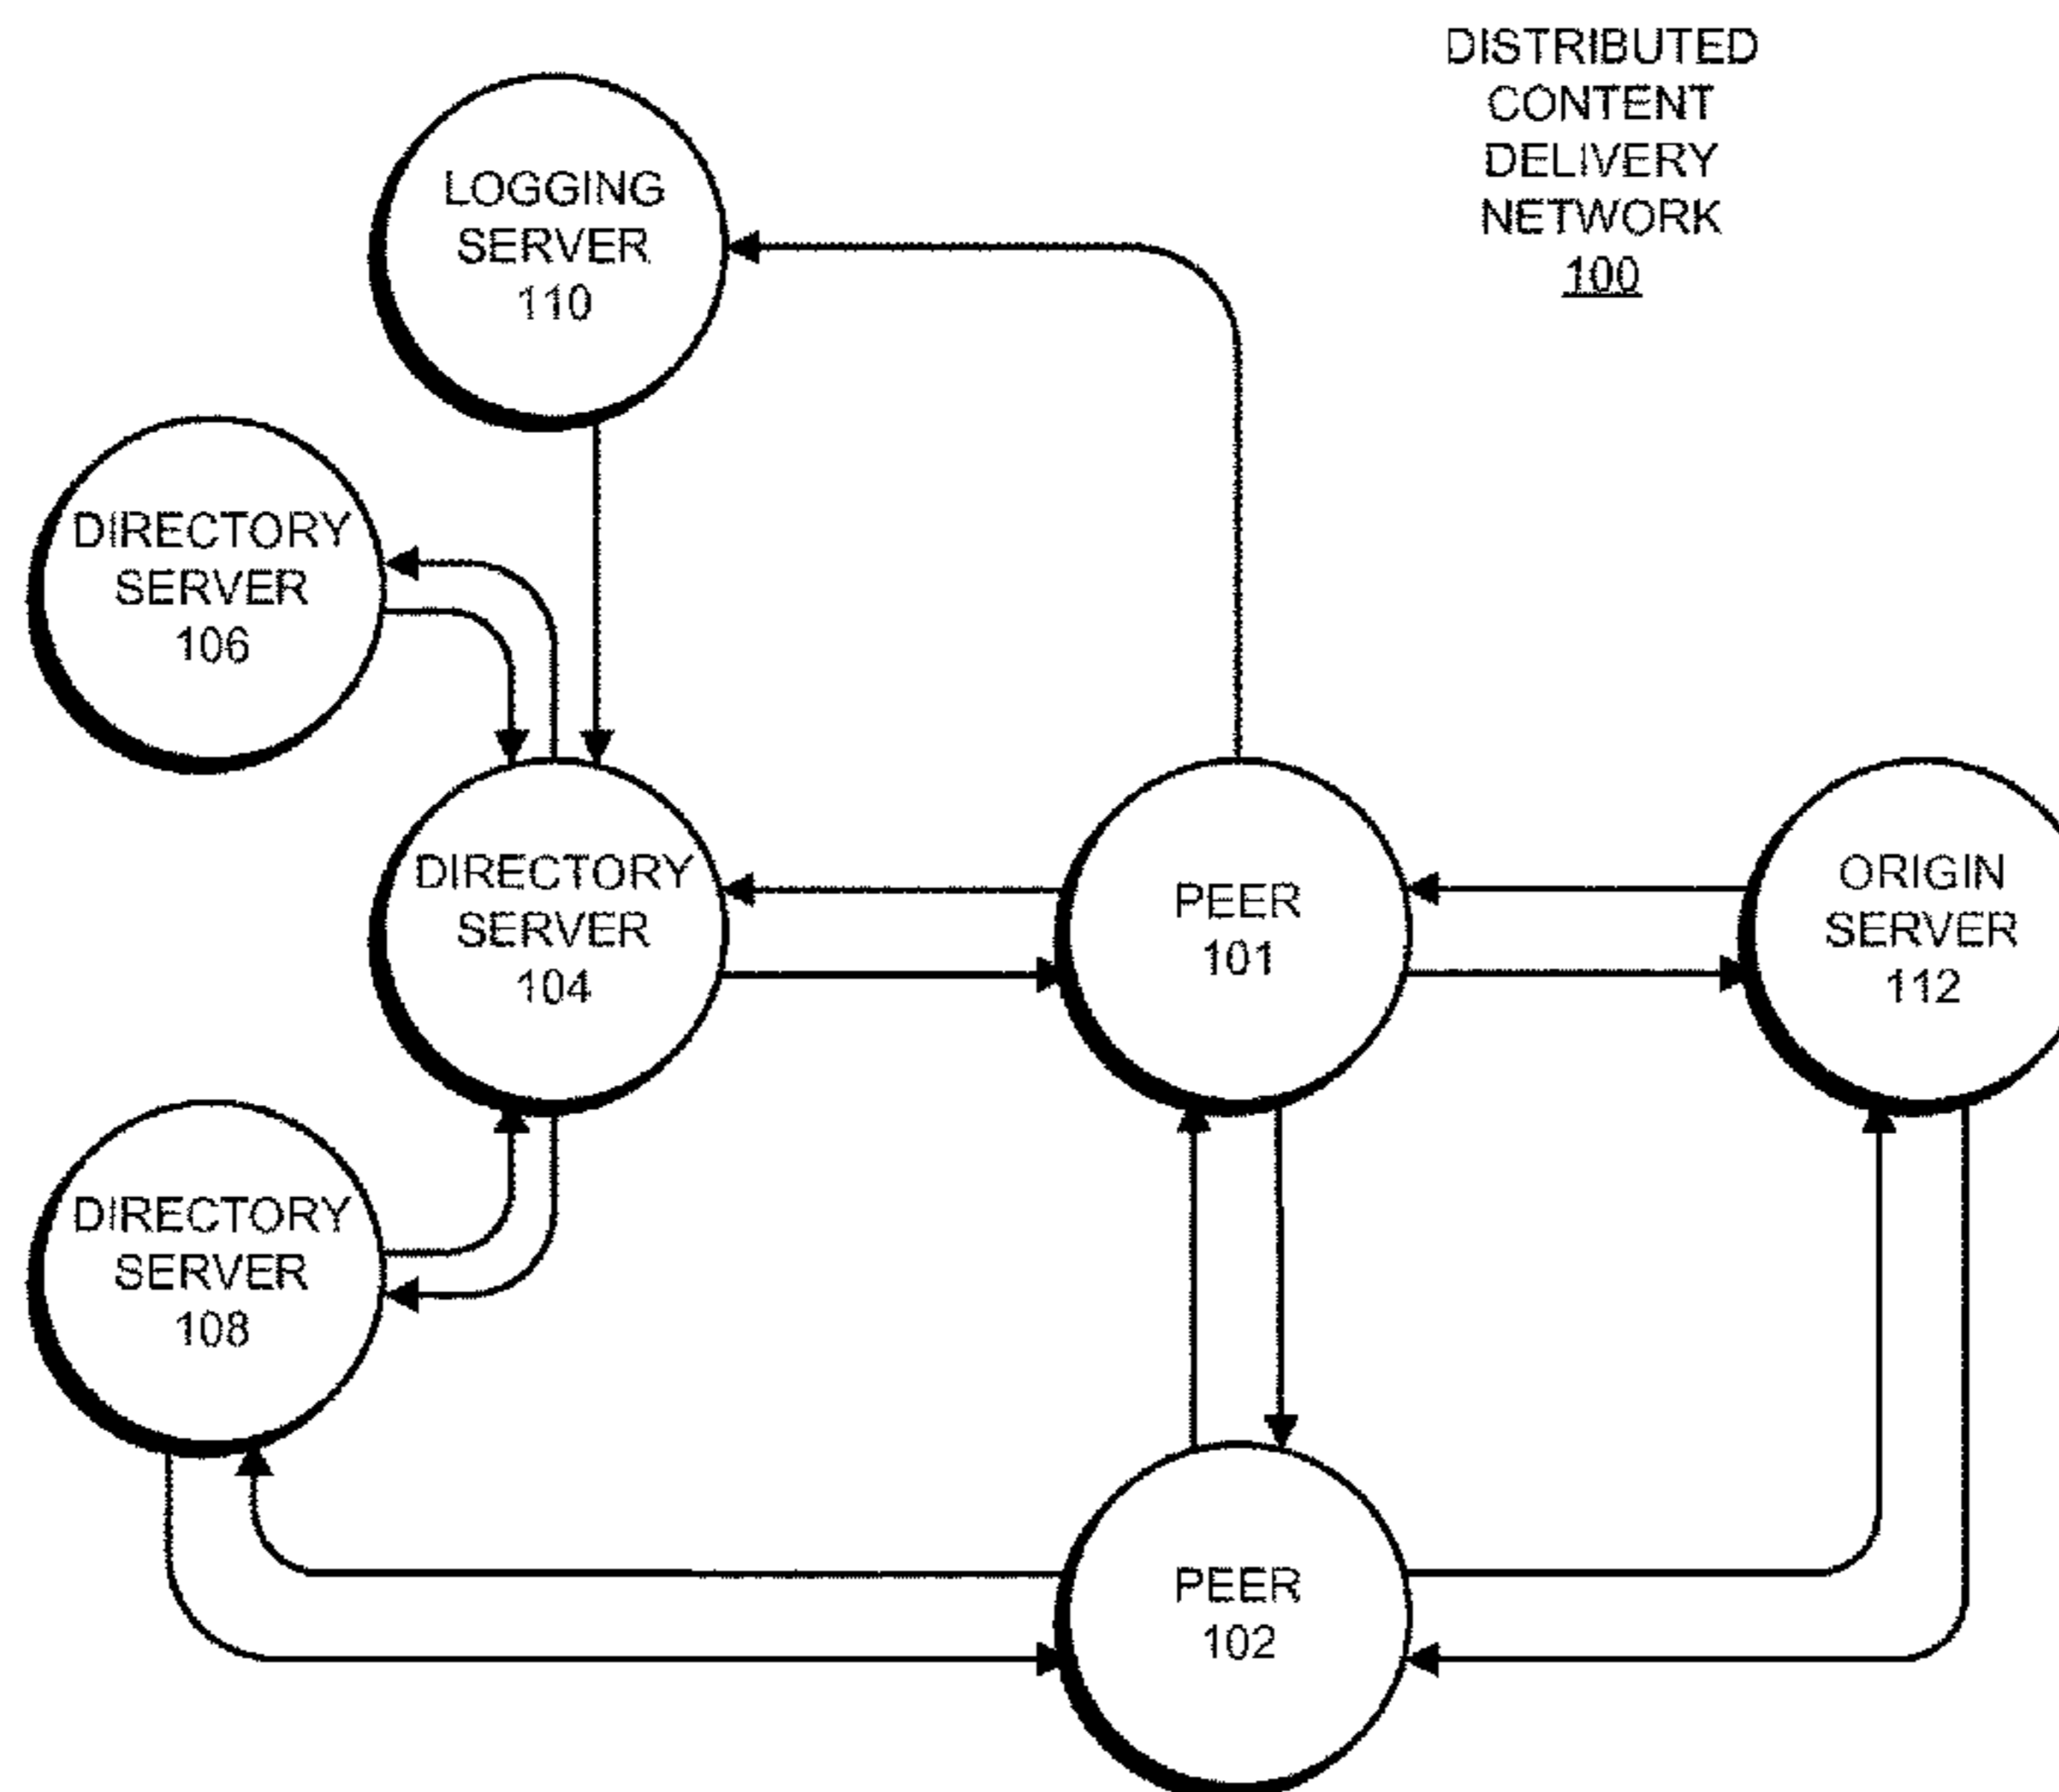 DISTRIBUTED
CONTENT
DELIVERY
NETWORK
100
LOGGING
SERVER
110
DIRECTORY
SERVER
106
DIRECTORY
SERVER
104
PEER
101
ORIGIN
SERVER
112
DIRECTORY
SERVER
108
PEER
102